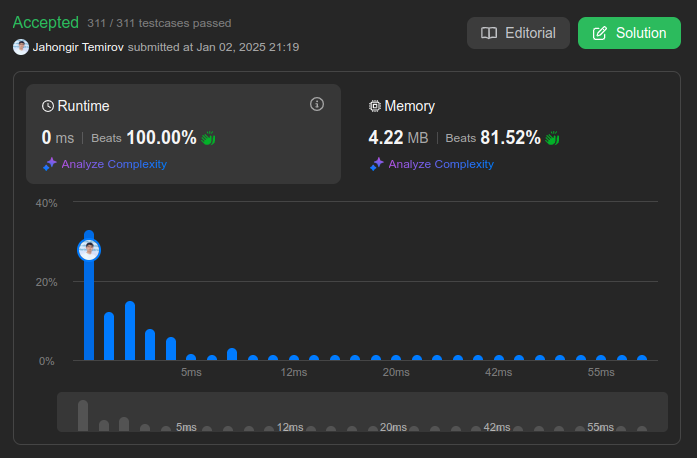 Accepted 311 / 311 testcases passed
Jahongir Temirov submitted at Jan 02, 2025 21:19
Editorial
Solution
Runtime
0 ms | Beats 100.00%
Analyze Complexity
Memory
4.22 MB | Beats 81.52%
Analyze Complexity
40%
20%
0%
5ms 12ms 20ms 42ms 55ms
5ms 12ms 20ms 42ms 55ms